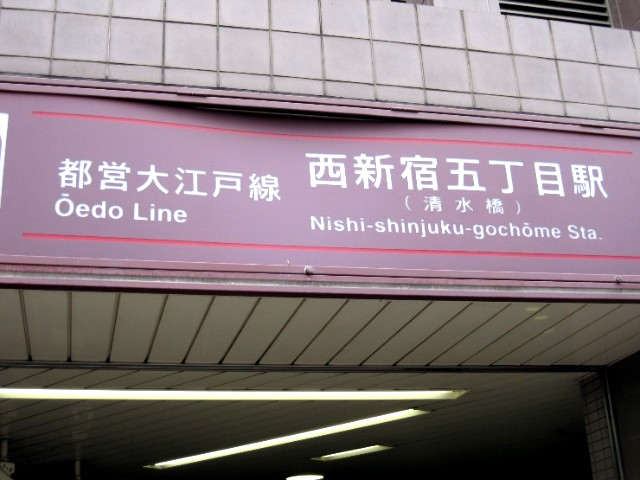 都営大江戸線
Ōedo Line
西新宿五丁目駅
（清水橋）
Nishi-shinjuku-gochōme Sta.